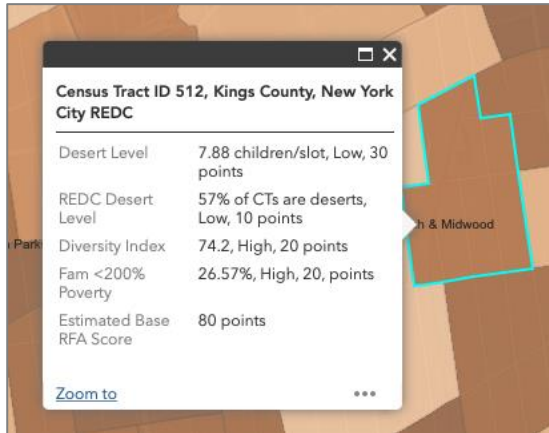 Census Tract ID 512, Kings County, New York
City REDC
Desert Level 7.88 children/slot, Low, 30
points
REDC Desert 57% of CTs are deserts,
Level Low, 10 points
Diversity Index 74.2, High, 20 points
Fam <200% 26.57%, High, 20, points
Poverty
Estimated Base 80 points
RFA Score
Zoom to
Park
h & Midwood